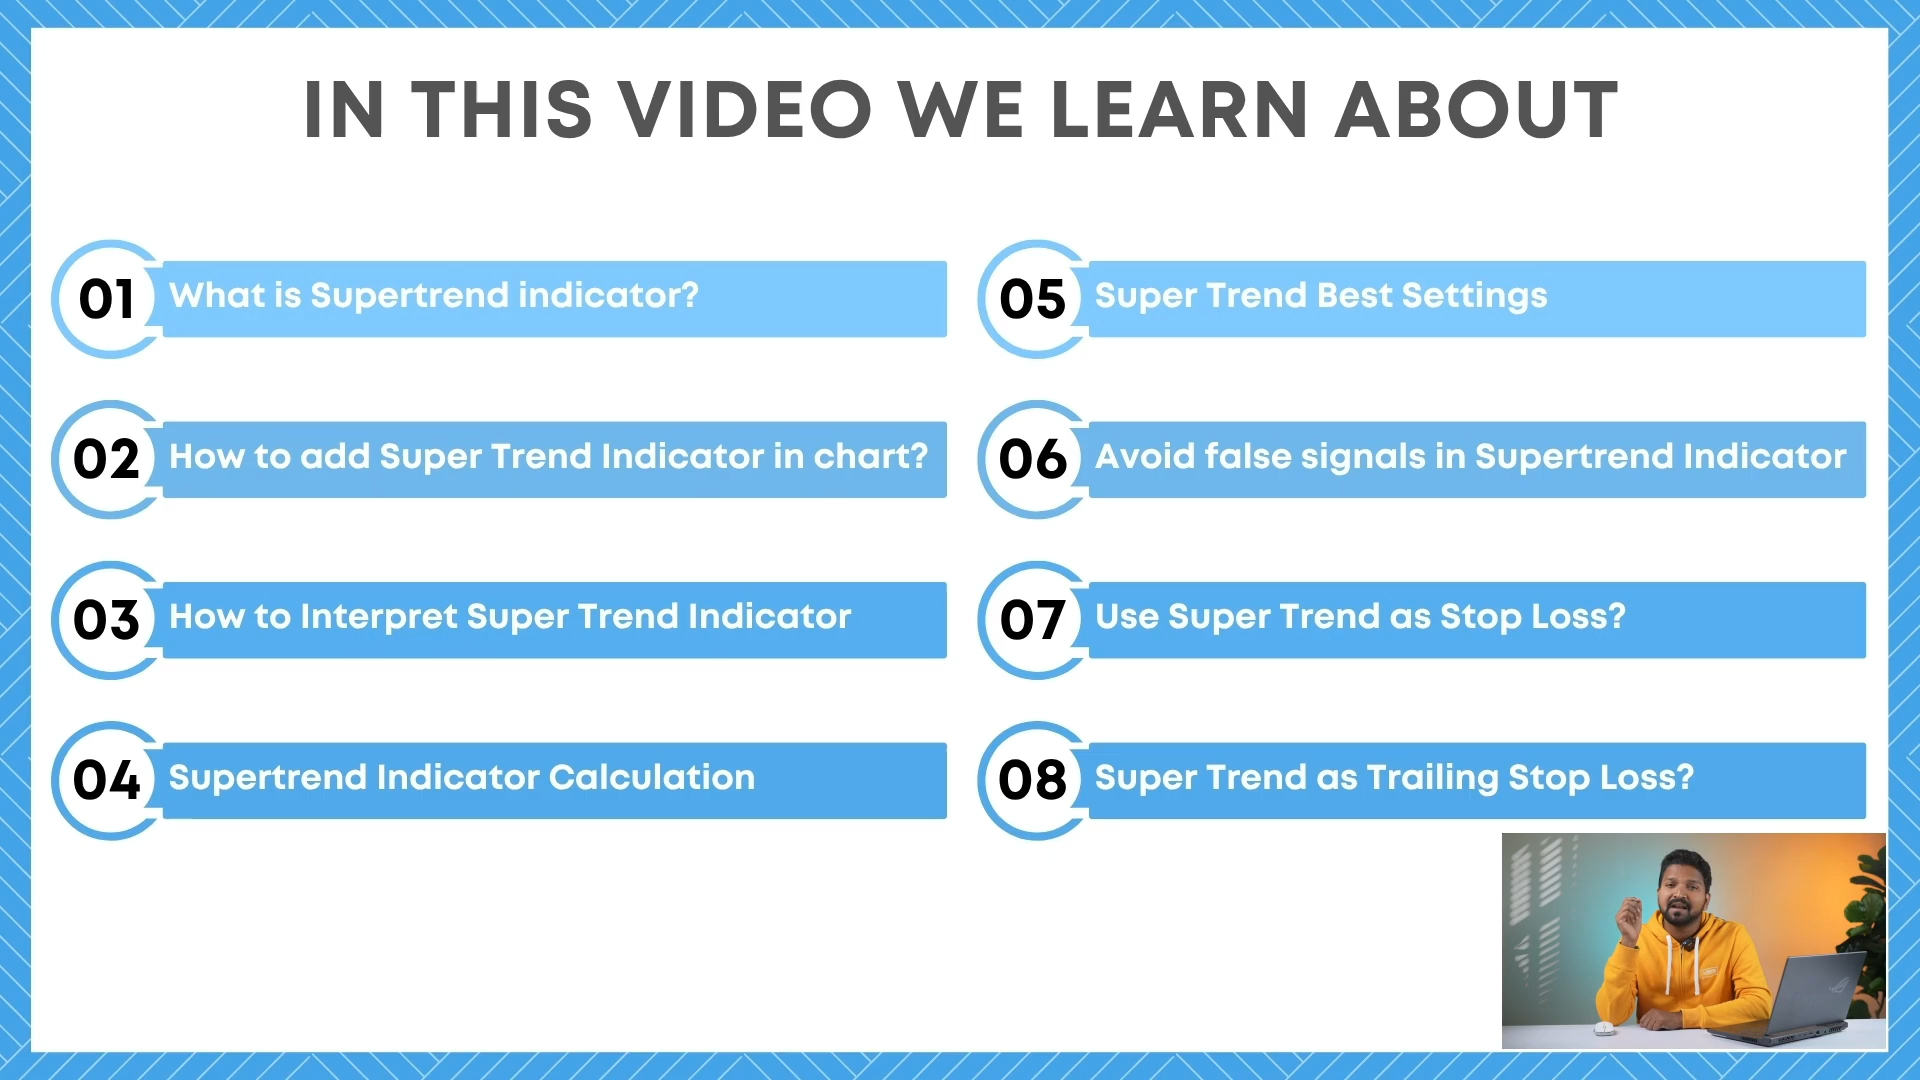 IN THIS VIDEO WE LEARN ABOUT
01 What is Supertrend indicator?
02 How to add Super Trend Indicator in chart?
03 How to Interpret Super Trend Indicator
04 Supertrend Indicator Calculation
05 Super Trend Best Settings
06 Avoid false signals in Supertrend Indicator
07 Use Super Trend as Stop Loss?
08 Super Trend as Trailing Stop Loss?